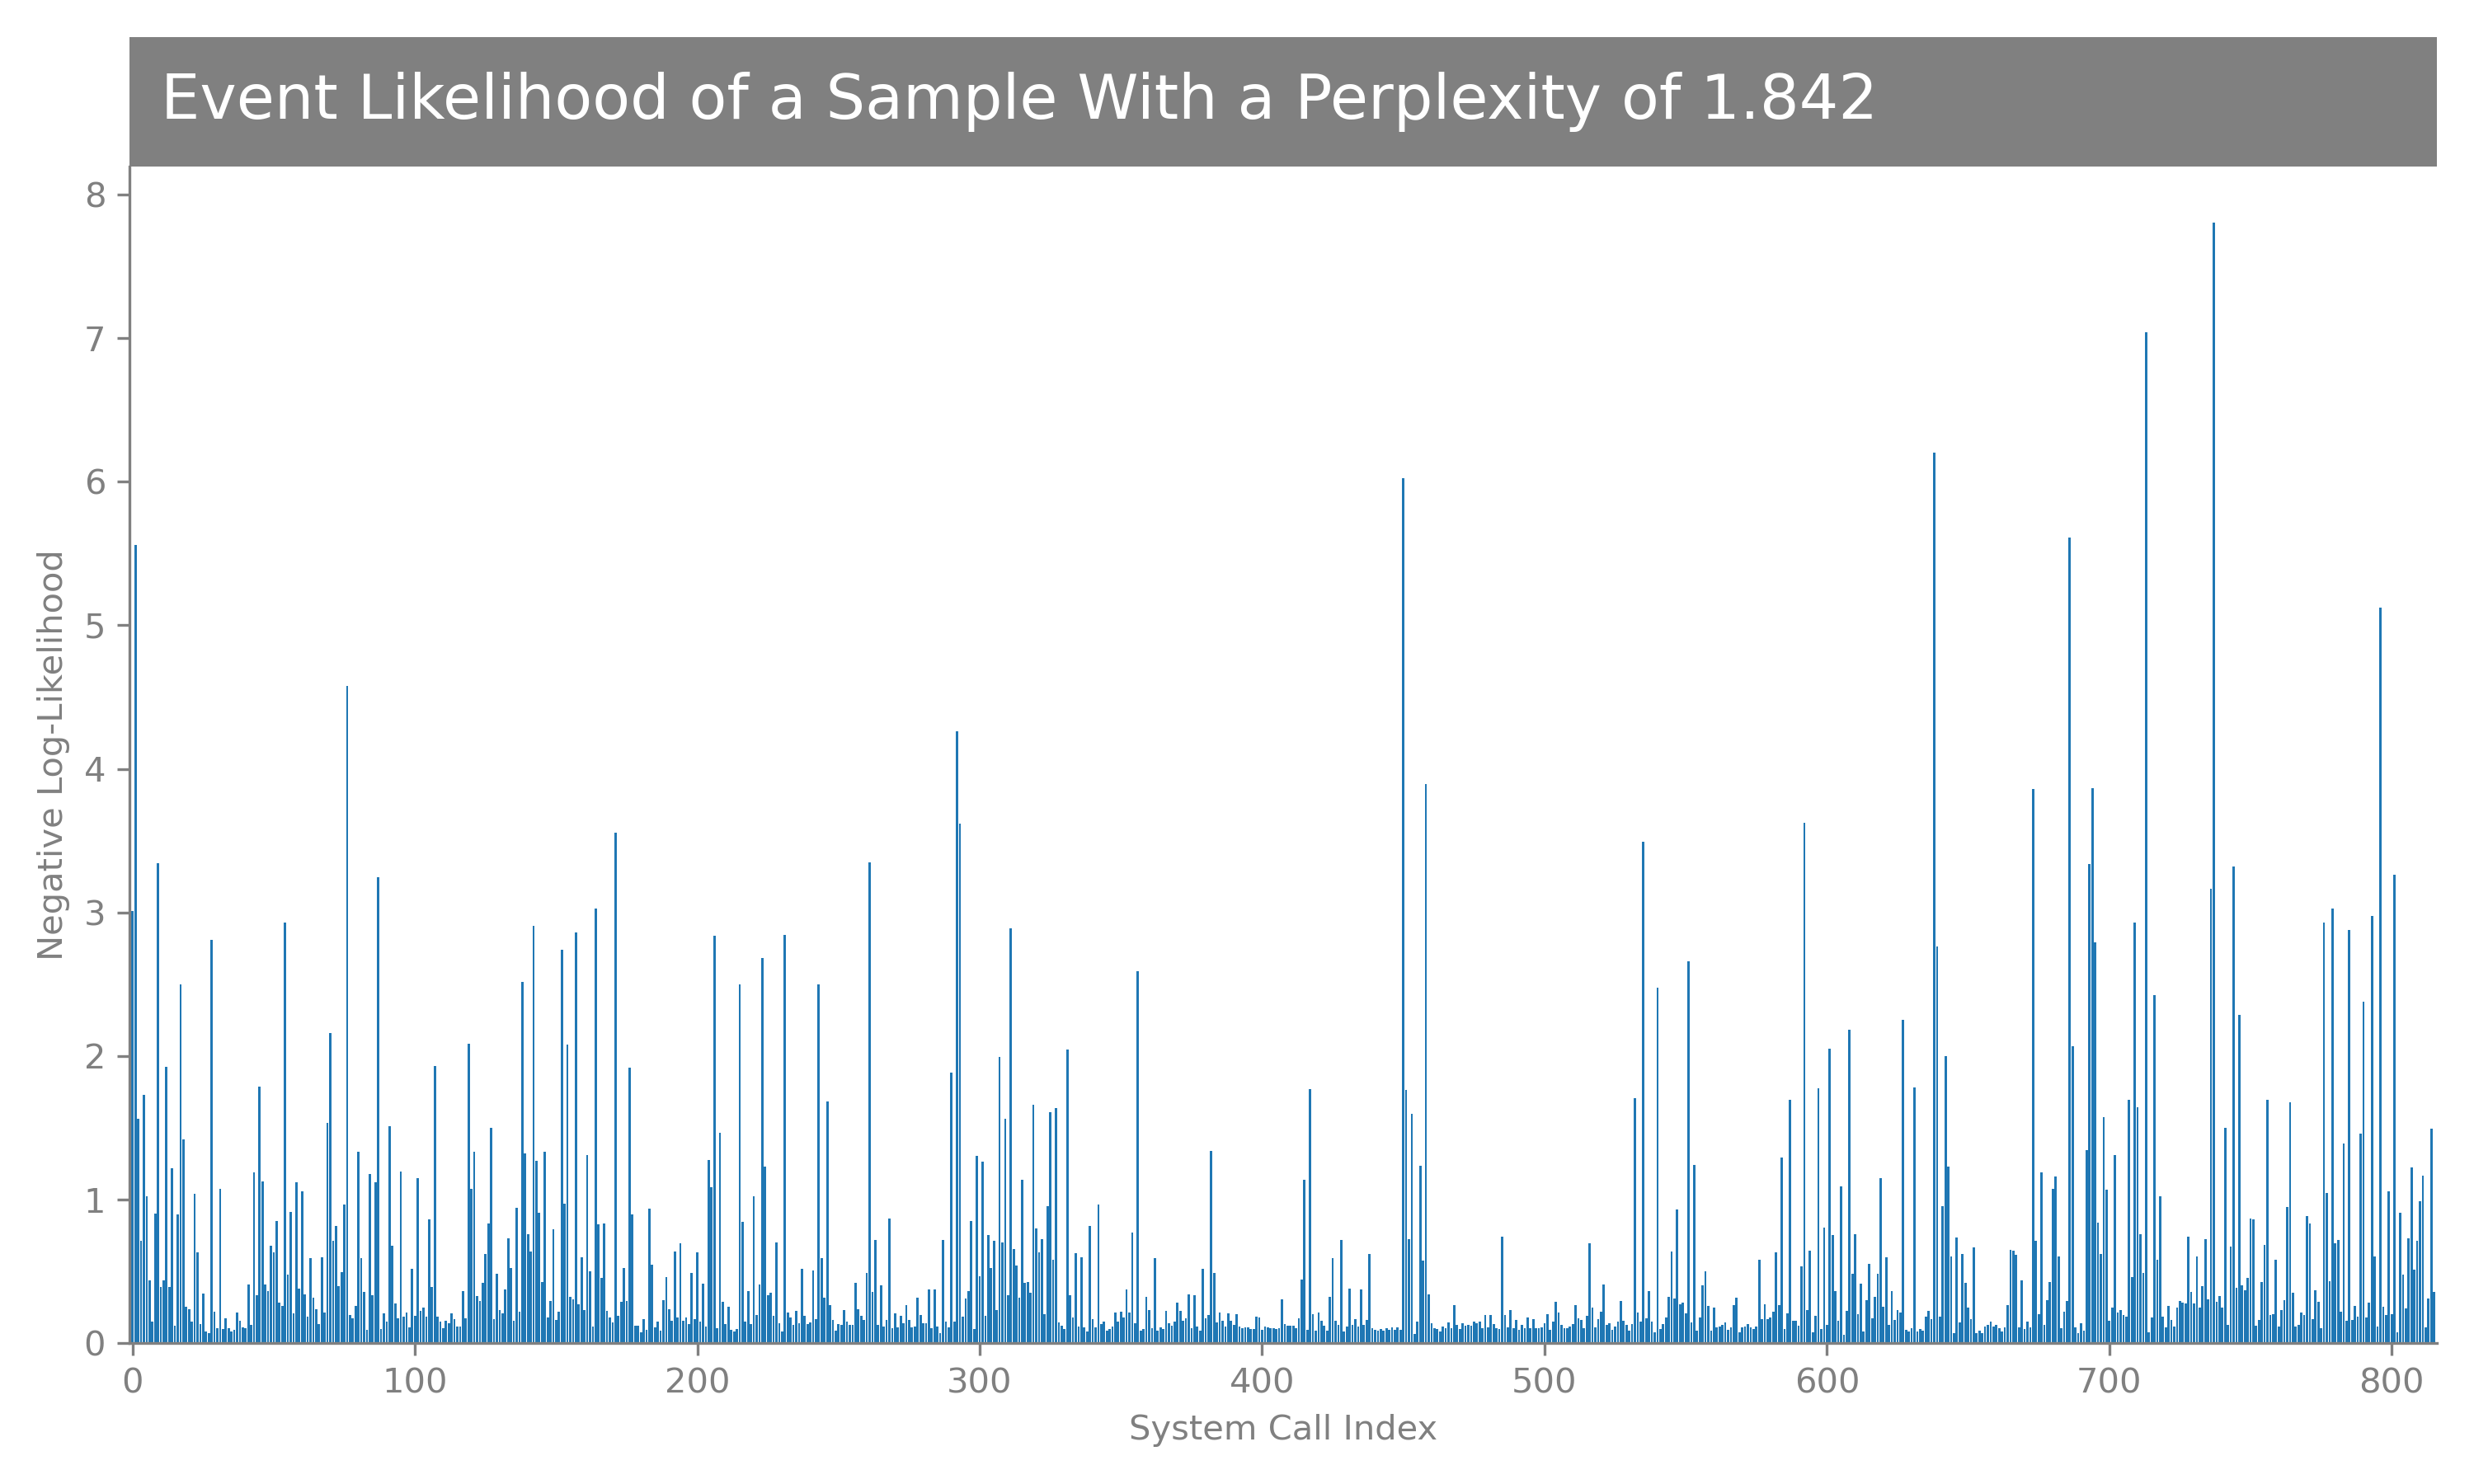 Event Likelihood of a Sample With a Perplexity of 1.842
8
7
6
5
4
3
2
1
0
Negative Log-Likelihood
0 100 200 300 400 500 600 700 800
System Call Index